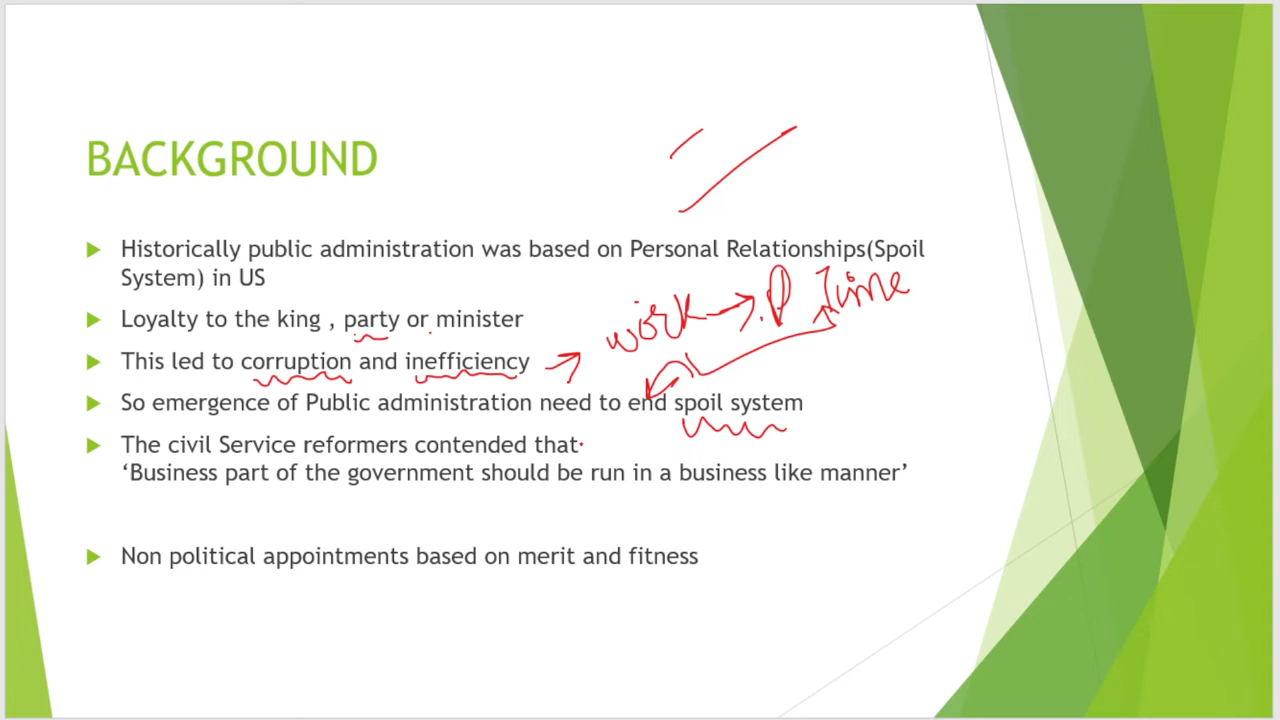 BACKGROUND
Historically public administration was based on Personal Relationships(Spoil
System) in US
Loyalty to the king , party or minister
work → P Time
This led to corruption and inefficiency →
So emergence of Public administration need to end spoil system
The civil Service reformers contended that
‘Business part of the government should be run in a business like manner’
Non political appointments based on merit and fitness